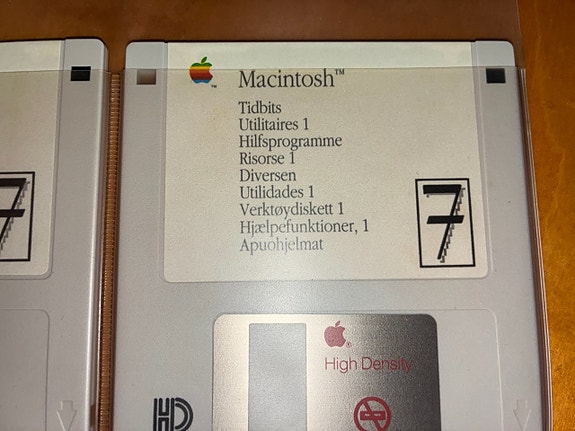 Macintosh™
Tidbits
Utilitaires 1
Hilfsprogramme
Risorse 1
Diversen
Utilidades 1
Verktøydiskett 1
Hjælpefunktioner, 1
Apuohjelmat
7
7
High Density
HD